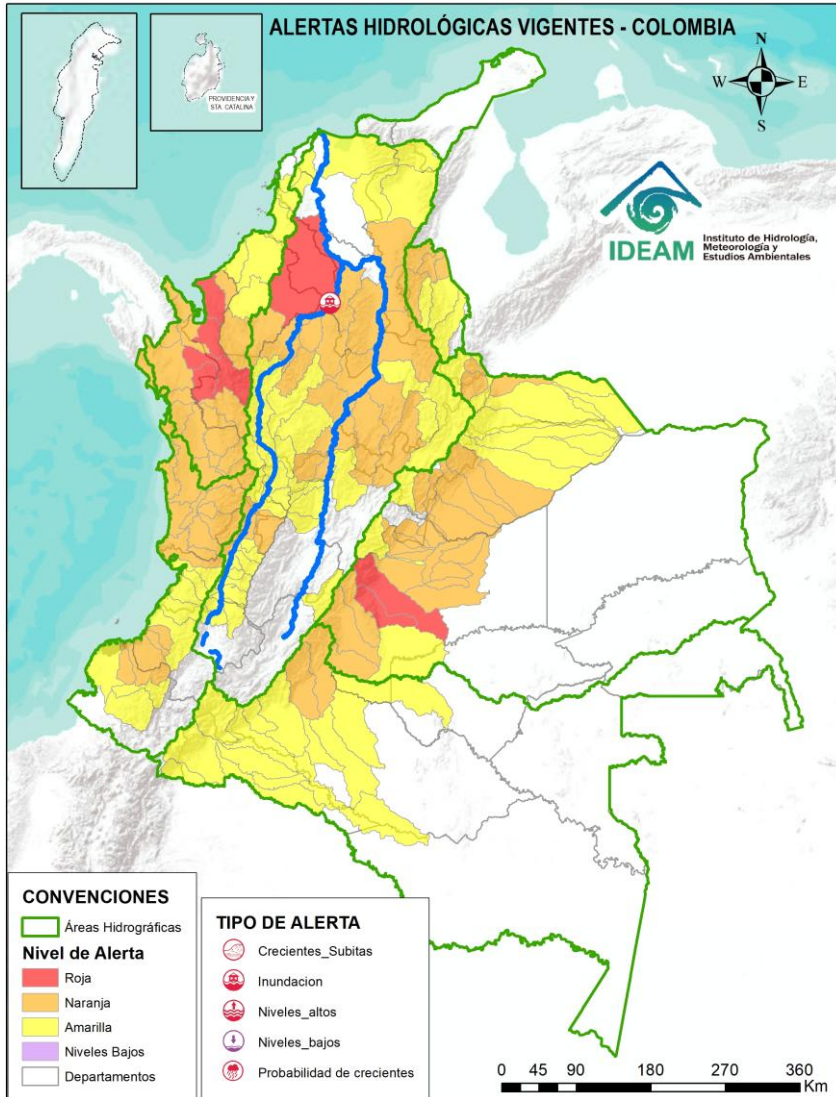 ALERTAS HIDROLÓGICAS VIGENTES - COLOMBIA
PROVIDENCIA Y
STA. CATALINA
N
W
E
S
IDEAM
Instituto de Hidrología,
Meteorología y
Estudios Ambientales
CONVENCIONES
Áreas Hidrográficas
Nivel de Alerta
Roja
Naranja
Amarilla
Niveles Bajos
Departamentos
TIPO DE ALERTA
Crecientes_Subitas
Inundacion
Niveles_altos
Niveles_bajos
Probabilidad de crecientes
0 45 90 180 270 360
Km